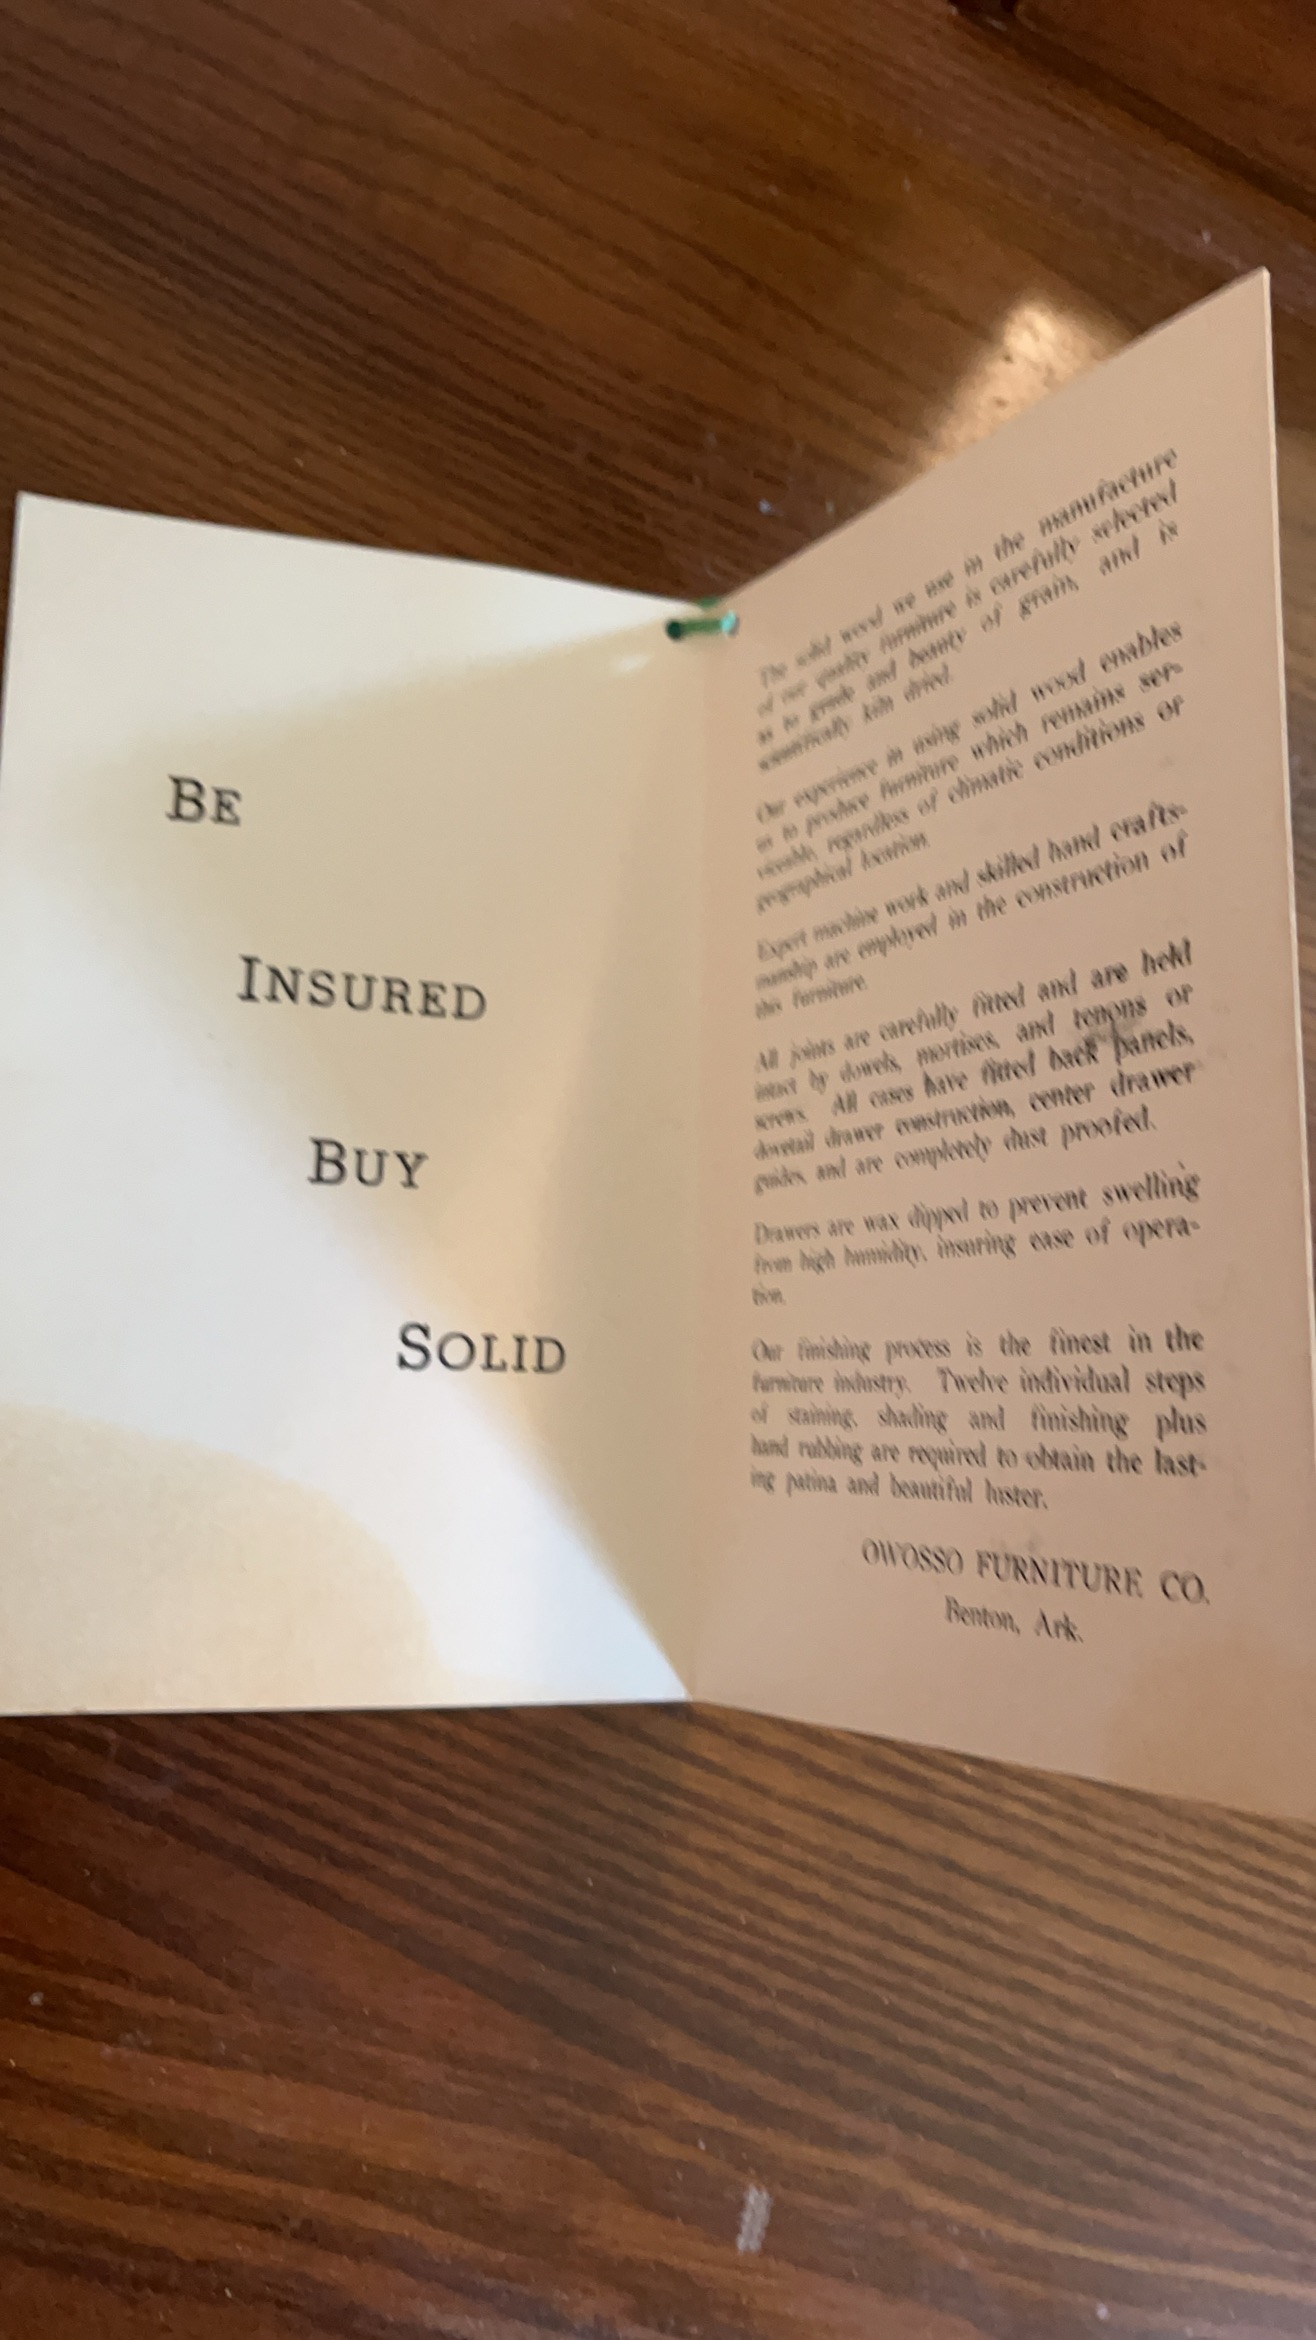 BE
INSURED
BUY
SOLID
The solid wood we use in the manufacture
of our quality furniture is carefully selected
as to grade and beauty of grain, and is
scientifically kiln dried.
Our experience in using solid wood enables
us to produce furniture which remains ser-
viceable, regardless of climatic conditions or
geographical location.
Expert machine work and skilled hand crafts-
manship are employed in the construction of
this furniture.
All joints are carefully fitted and are held
intact by dowels, mortises, and tenons or
screws. All cases have fitted back panels,
dovetail drawer construction, center drawer
guides, and are completely dust proofed.
Drawers are wax dipped to prevent swelling
from high humidity, insuring ease of opera-
tion.
Our finishing process is the finest in the
furniture industry. Twelve individual steps
of staining, shading and finishing plus
hand rubbing are required to obtain the last-
ing patina and beautiful luster.
OWOSSO FURNITURE CO.
Benton, Ark.